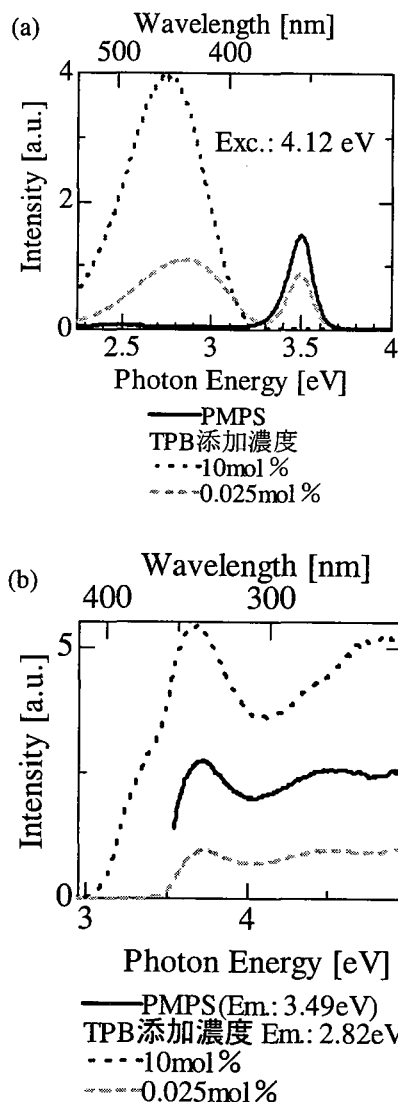 (a)
Wavelength [nm]
500 400
4
2
0
Intensity [a.u.]
Exc.: 4.12 eV
2.5 3 3.5 4
Photon Energy [eV]
PMPS
TPB添加濃度
10mol％
0.025mol％
(b)
Wavelength [nm]
400 300
5
0
Intensity [a.u.]
3 4
Photon Energy [eV]
PMPS(Em.: 3.49eV)
TPB添加濃度 Em.: 2.82eV
10mol％
0.025mol％